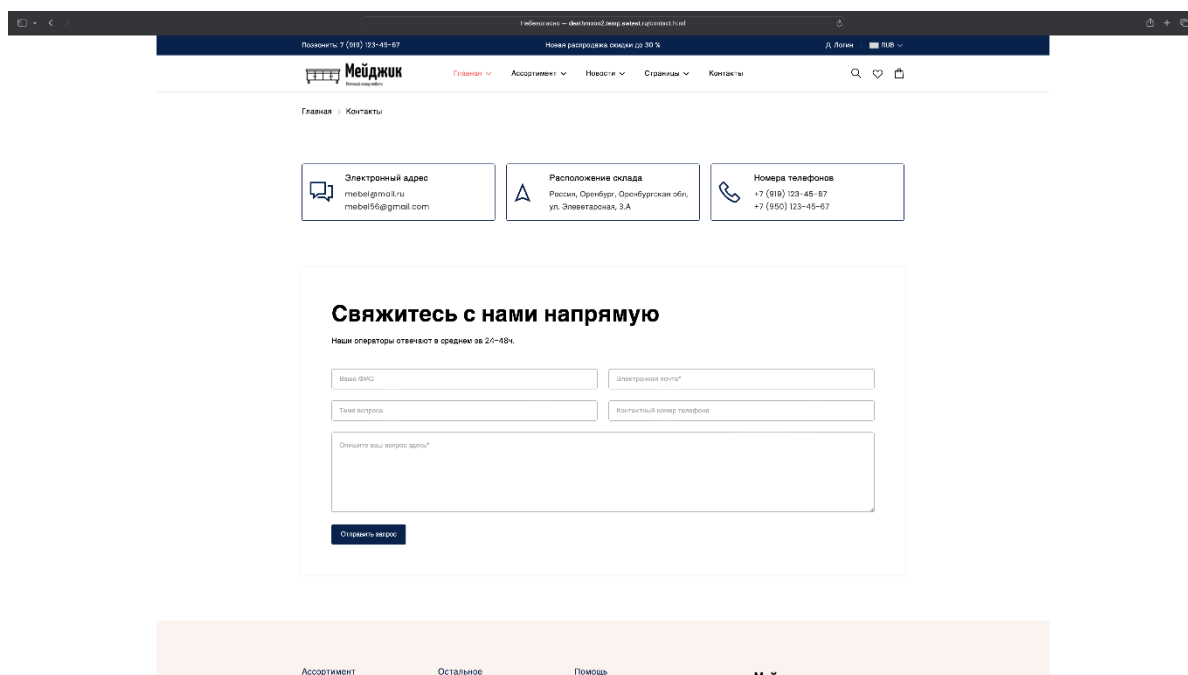 Небезопасно — deathmoon2.temp.swtest.ru/contact.html
Позвонить: 7 (919) 123-45-67
Новая распродажа скидки до 30 %
Логин
RUB
Мейджик
Главная
Ассортимент
Новости
Страницы
Контакты
Главная > Контакты
Электронный адрес
mebel@mail.ru
mebel56@gmail.com
Расположение склада
Россия, Оренбург, Оренбургская обл,
ул. Элеваторная, 3.А
Номера телефонов
+7 (919) 123-45-67
+7 (950) 123-45-67
Свяжитесь с нами напрямую
Наши операторы отвечают в среднем за 24-48ч.
Ваше ФИО
Электронная почта*
Тема вопроса
Контактный номер телефона
Опишите ваш вопрос здесь*
Отправить запрос
Ассортимент
Остальное
Помощь